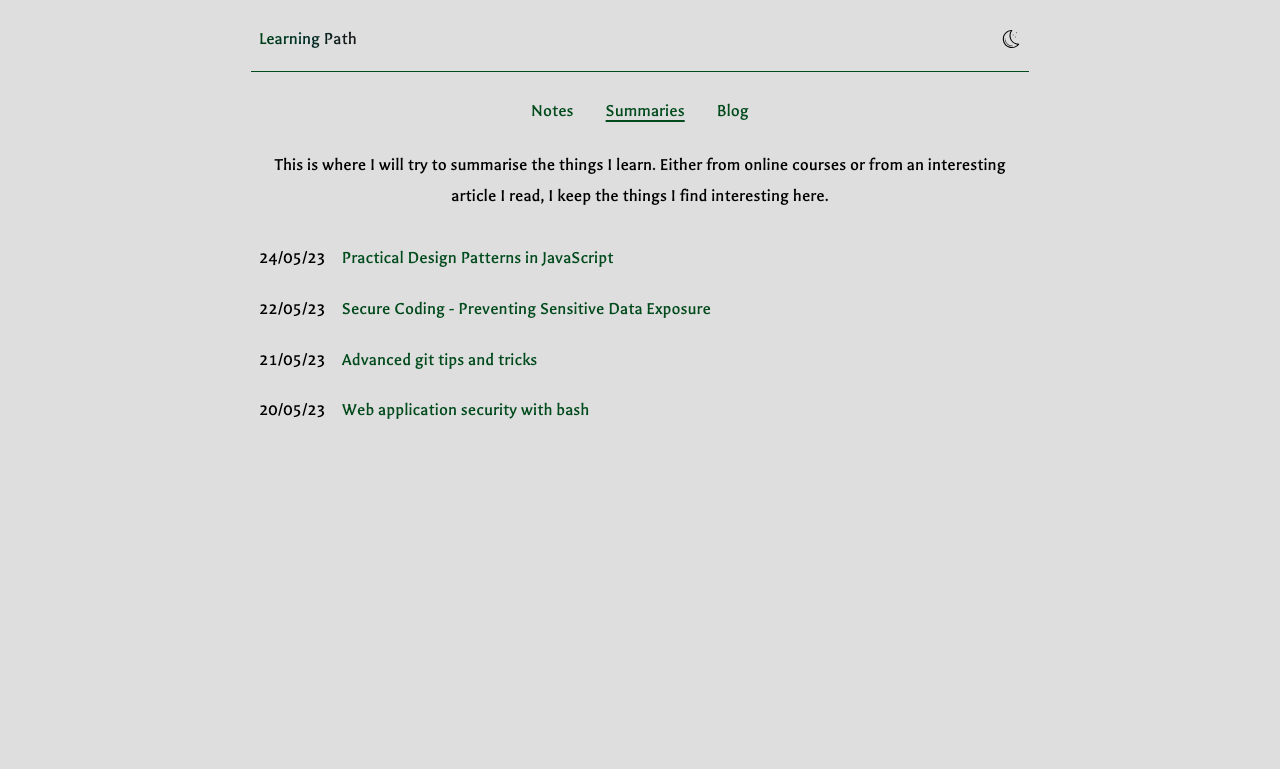 Learning Path
Notes Summaries Blog
This is where I will try to summarise the things I learn. Either from online courses or from an interesting
article I read, I keep the things I find interesting here.
24/05/23 Practical Design Patterns in JavaScript
22/05/23 Secure Coding - Preventing Sensitive Data Exposure
21/05/23 Advanced git tips and tricks
20/05/23 Web application security with bash